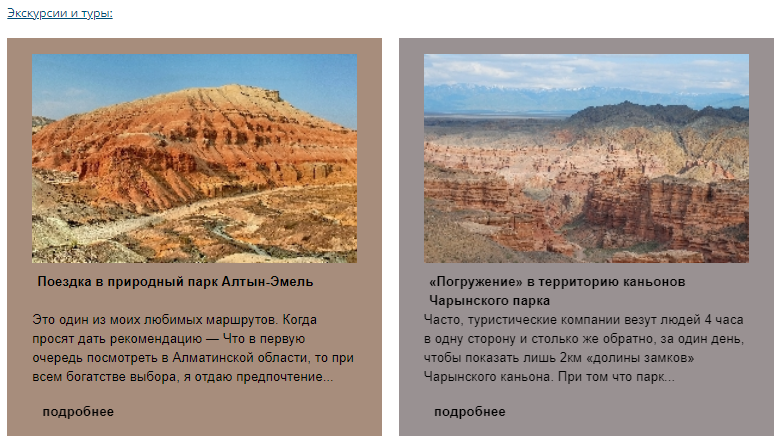 Экскурсии и туры:
Поездка в природный парк Алтын-Эмель
Это один из моих любимых маршрутов. Когда
просят дать рекомендацию — Что в первую
очередь посмотреть в Алматинской области, то при
всем богатстве выбора, я отдаю предпочтение...
подробнее
«Погружение» в территорию каньонов
Чарынского парка
Часто, туристические компании везут людей 4 часа
в одну сторону и столько же обратно, за один день,
чтобы показать лишь 2км «долины замков»
Чарынского каньона. При том что парк...
подробнее